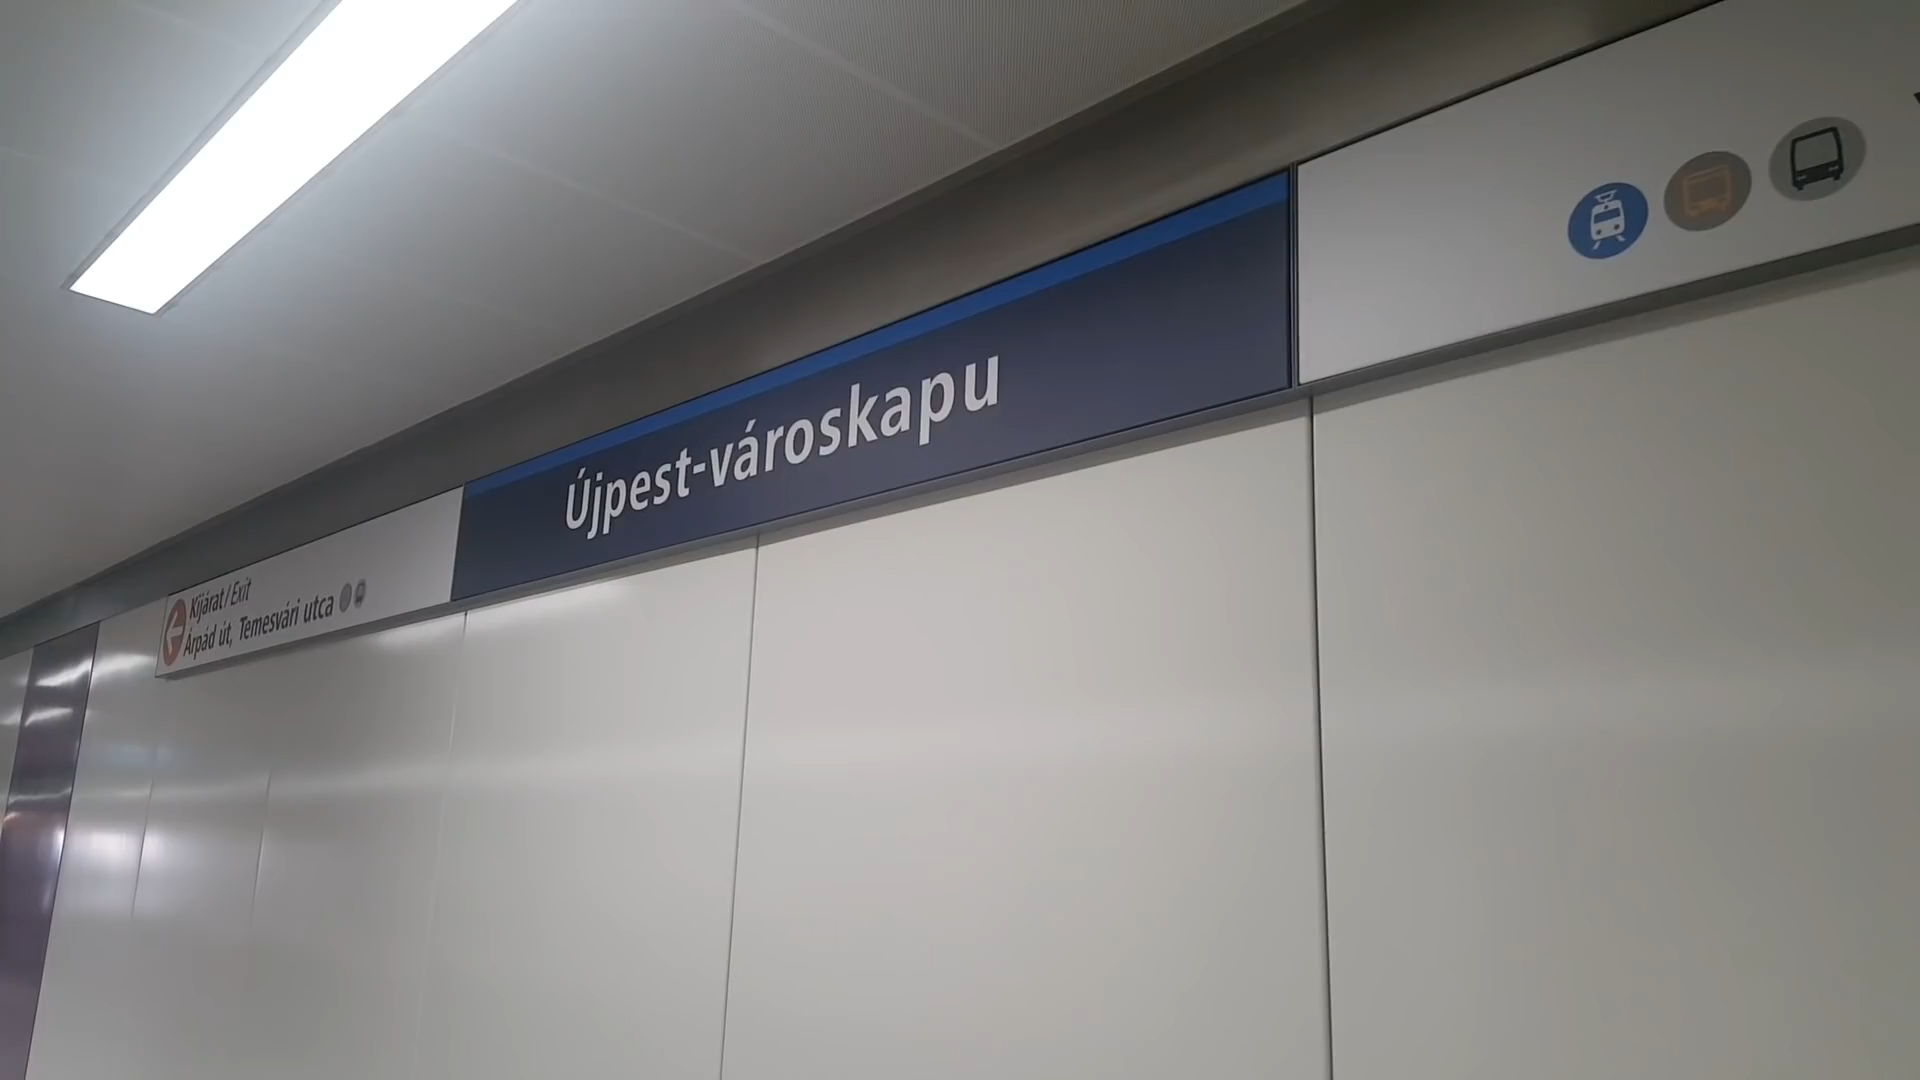 Kijárat / Exit
Árpád út, Temesvári utca
Újpest-városkapu